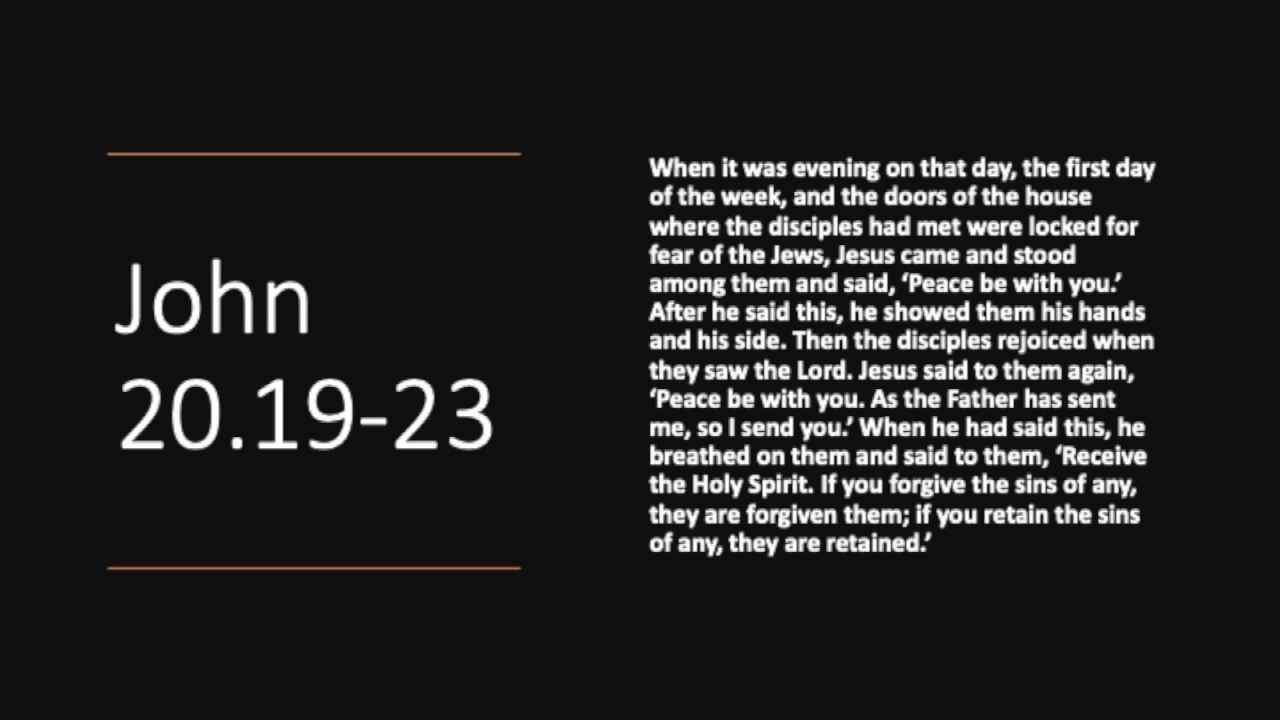 John
20.19-23
When it was evening on that day, the first day
of the week, and the doors of the house
where the disciples had met were locked for
fear of the Jews, Jesus came and stood
among them and said, ‘Peace be with you.’
After he said this, he showed them his hands
and his side. Then the disciples rejoiced when
they saw the Lord. Jesus said to them again,
‘Peace be with you. As the Father has sent
me, so I send you.’ When he had said this, he
breathed on them and said to them, ‘Receive
the Holy Spirit. If you forgive the sins of any,
they are forgiven them; if you retain the sins
of any, they are retained.’